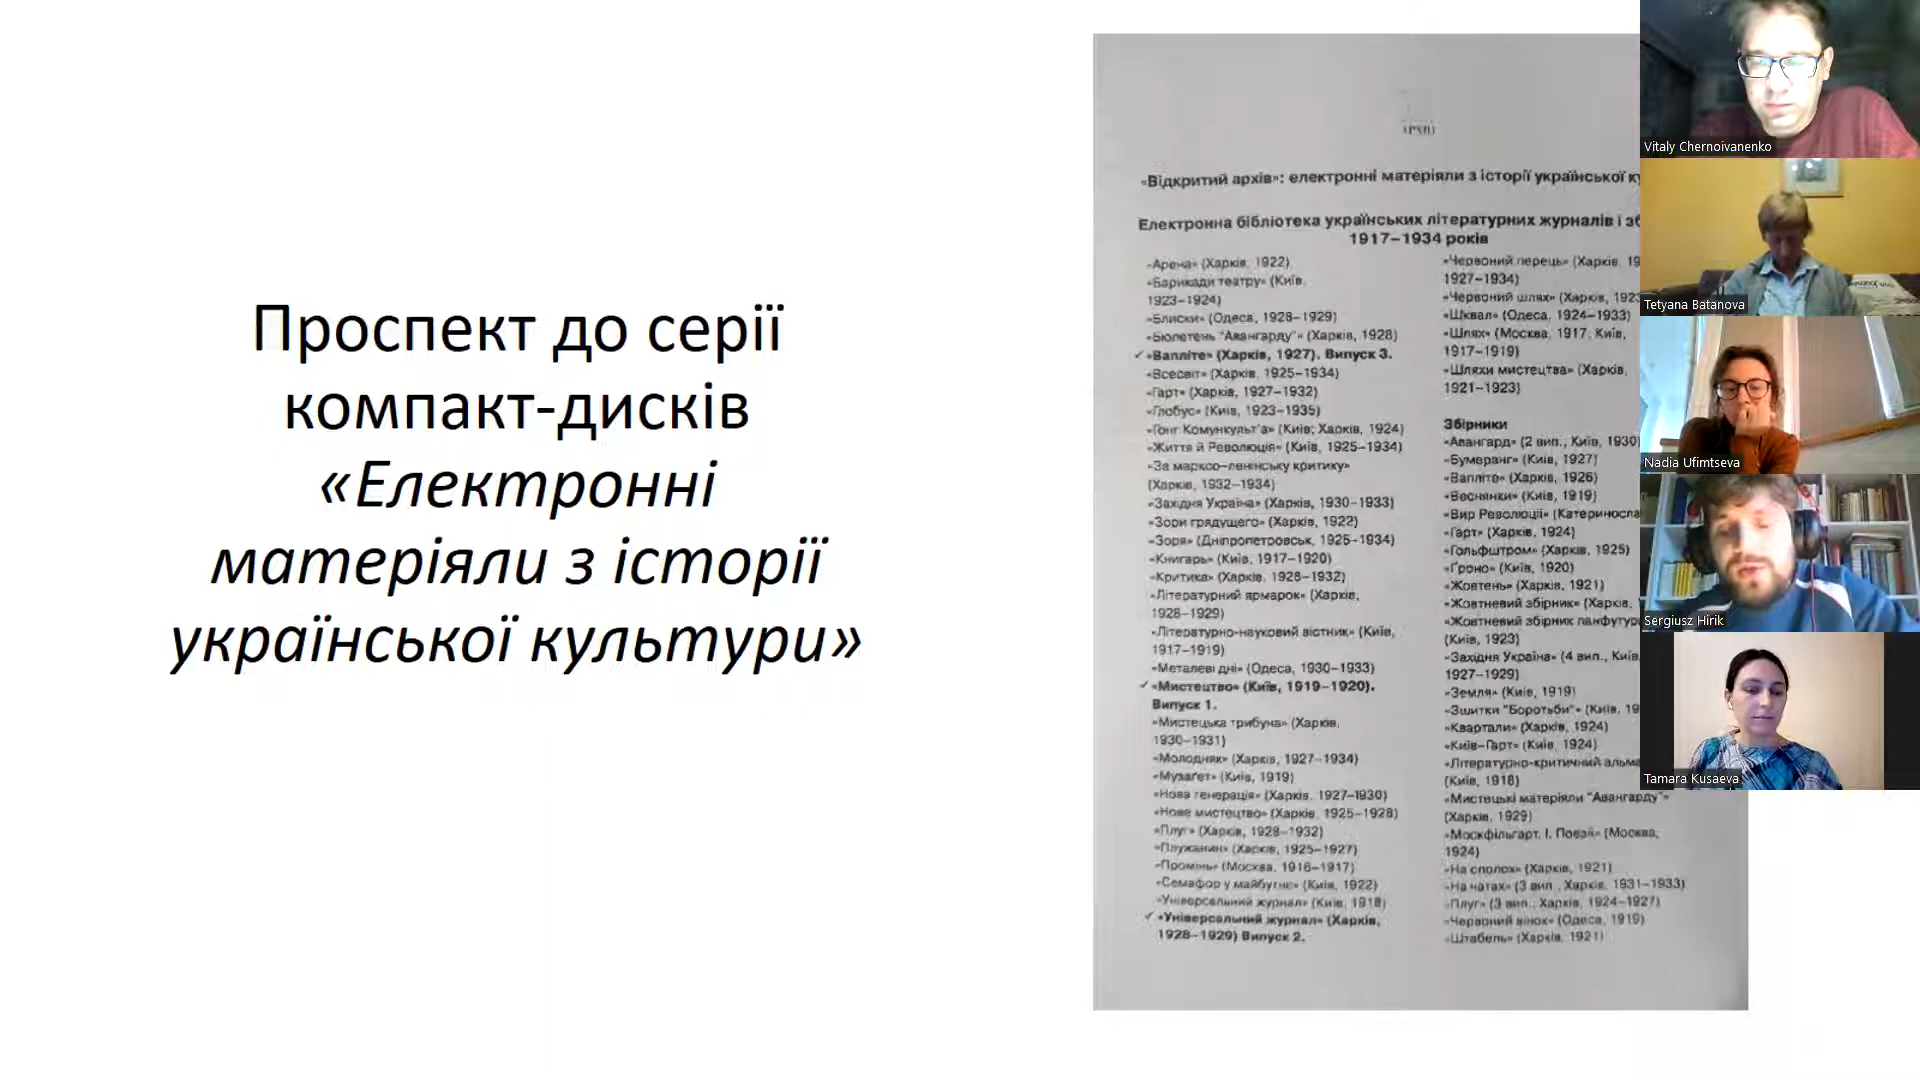 Проспект до серії
компакт-дисків
«Електронні
матеріяли з історії
української культури»
АРХІВ
«Відкритий архів»: електронні матеріяли з історії української
Електронна бібліотека українських літературних журналів і
1917–1934 років
«Арена» (Харків, 1922)
«Барикади театру» (Київ,
1923–1924)
«Блиски» (Одеса, 1928–1929)
«Бюлетень "Авангарду"» (Харків, 1928)
✓ «Вапліте» (Харків, 1927). Випуск 3.
«Всесвіт» (Харків, 1925–1934)
«Гарт» (Харків, 1927–1932)
«Глобус» (Київ, 1923–1935)
«Гонг Комункульт'а» (Київ; Харків, 1924)
«Життя й Революція» (Київ, 1925–1934)
«За марксо-ленінську критику»
(Харків, 1932–1934)
«Західня Україна» (Харків, 1930–1933)
«Зори грядущего» (Харків, 1922)
«Зоря» (Дніпропетровськ, 1925–1934)
«Книгарь» (Київ, 1917–1920)
«Критика» (Харків, 1928–1932)
«Літературний ярмарок» (Харків,
1928–1929)
«Літературно-науковий вістник» (Київ,
1917–1919)
«Металеві дні» (Одеса, 1930–1933)
✓ «Мистецтво» (Київ, 1919–1920).
Випуск 1.
«Мистецька трибуна» (Харків,
1930–1931)
«Молодняк» (Харків, 1927–1934)
«Музаґет» (Київ, 1919)
«Нова генерація» (Харків, 1927–1930)
«Нове мистецтво» (Харків, 1925–1928)
«Плуг» (Харків, 1928–1932)
«Плужанин» (Харків, 1925–1927)
«Промінь» (Москва, 1916–1917)
«Семафор у майбутнє» (Київ, 1922)
«Універсальний журнал» (Київ, 1918)
✓ «Універсальний журнал» (Харків,
1928–1929) Випуск 2.
«Червоний перець» (Харків,
1927–1934)
«Червоний шлях» (Харків,
«Шквал» (Одеса, 1924–1933)
«Шлях» (Москва, 1917, Київ,
1917–1919)
«Шляхи мистецтва» (Харків,
1921–1923)
Збірники
«Авангард» (2 вип., Київ, 1930
«Бумеранг» (Київ, 1927)
«Вапліте» (Харків, 1926)
«Веснянки» (Київ, 1919)
«Вир Революції»
«Гарт» (Харків, 1924)
«Гольфштром» (Харків, 1925)
«Ґроно» (Київ, 1920)
«Жовтень» (Харків, 1921)
«Жовтневий збірник» (Харків,
«Жовтневий збірник
(Київ, 1923)
«Західня Україна» (4 вип., Київ,
1927–1929)
«Земля» (Київ, 1919)
«Зшитки "Боротьби"» (Київ,
«Квартали» (Харків, 1924)
«Київ–Гарт» (Київ, 1924)
«Літературно-критичний
(Київ, 1918)
«Мистецькі матеріяли "Авангарду"»
(Харків, 1929)
«Москфільгарт. І. Поезії» (Москва,
1924)
«На сполох» (Харків, 1921)
«На чатах» (3 вип., Харків, 1931–1933)
«Плуг» (3 вип., Харків, 1924–1927)
«Червоний вінок» (Одеса, 1919)
«Штабель» (Харків, 1921)
Vitaly Chernoivanenko
Tetyana Batanova
Nadia Ufimtseva
Sergiusz Hirik
Tamara Kusaeva